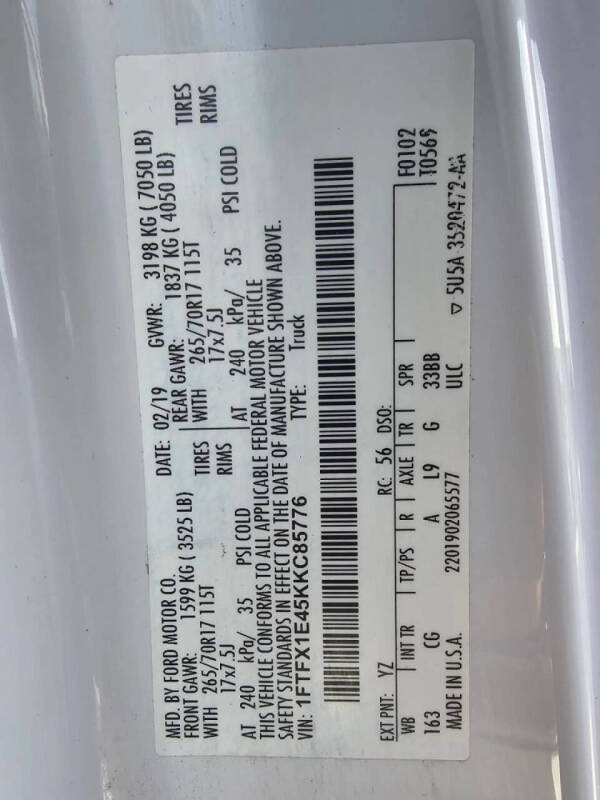 MFD. BY FORD MOTOR CO.
DATE: 02/19 GVWR: 3198 KG ( 7050 LB)
FRONT GAWR: 1599 KG ( 3525 LB) REAR GAWR: 1837 KG ( 4050 LB)
WITH 265/70R17 115T TIRES WITH 265/70R17 115T TIRES
17x7.5J RIMS 17x7.5J RIMS
AT 240 kPa/ 35 PSI COLD AT 240 kPa/ 35 PSI COLD
THIS VEHICLE CONFORMS TO ALL APPLICABLE FEDERAL MOTOR VEHICLE
SAFETY STANDARDS IN EFFECT ON THE DATE OF MANUFACTURE SHOWN ABOVE.
VIN: 1FTFX1E45KKC85776 TYPE: Truck
F0102
T0569
EXT PNT: YZ RC: 56 DSO:
WB INT TR TP/PS R AXLE TR SPR
163 CG A L9 G 33BB
MADE IN U.S.A. 2201902065577 ULC
▽ 5U5A-3520472-AA